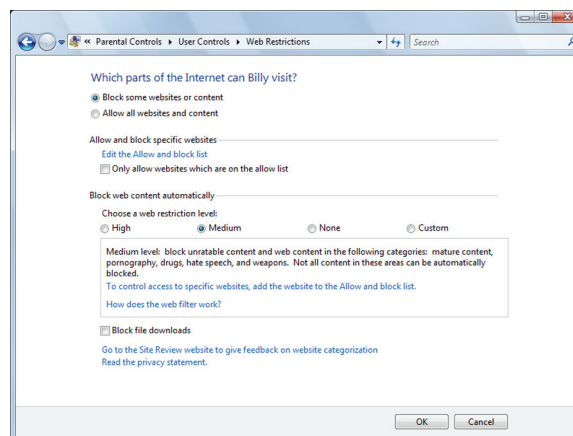 « Parental Controls ▸ User Controls ▸ Web Restrictions
Search
Which parts of the Internet can Billy visit?
Block some websites or content
Allow all websites and content
Allow and block specific websites
Edit the Allow and block list
Only allow websites which are on the allow list
Block web content automatically
Choose a web restriction level:
High Medium None Custom
Medium level: block unratable content and web content in the following categories: mature content,
pornography, drugs, hate speech, and weapons. Not all content in these areas can be automatically
blocked.
To control access to specific websites, add the website to the Allow and block list.
How does the web filter work?
Block file downloads
Go to the Site Review website to give feedback on website categorization
Read the privacy statement.
OK Cancel